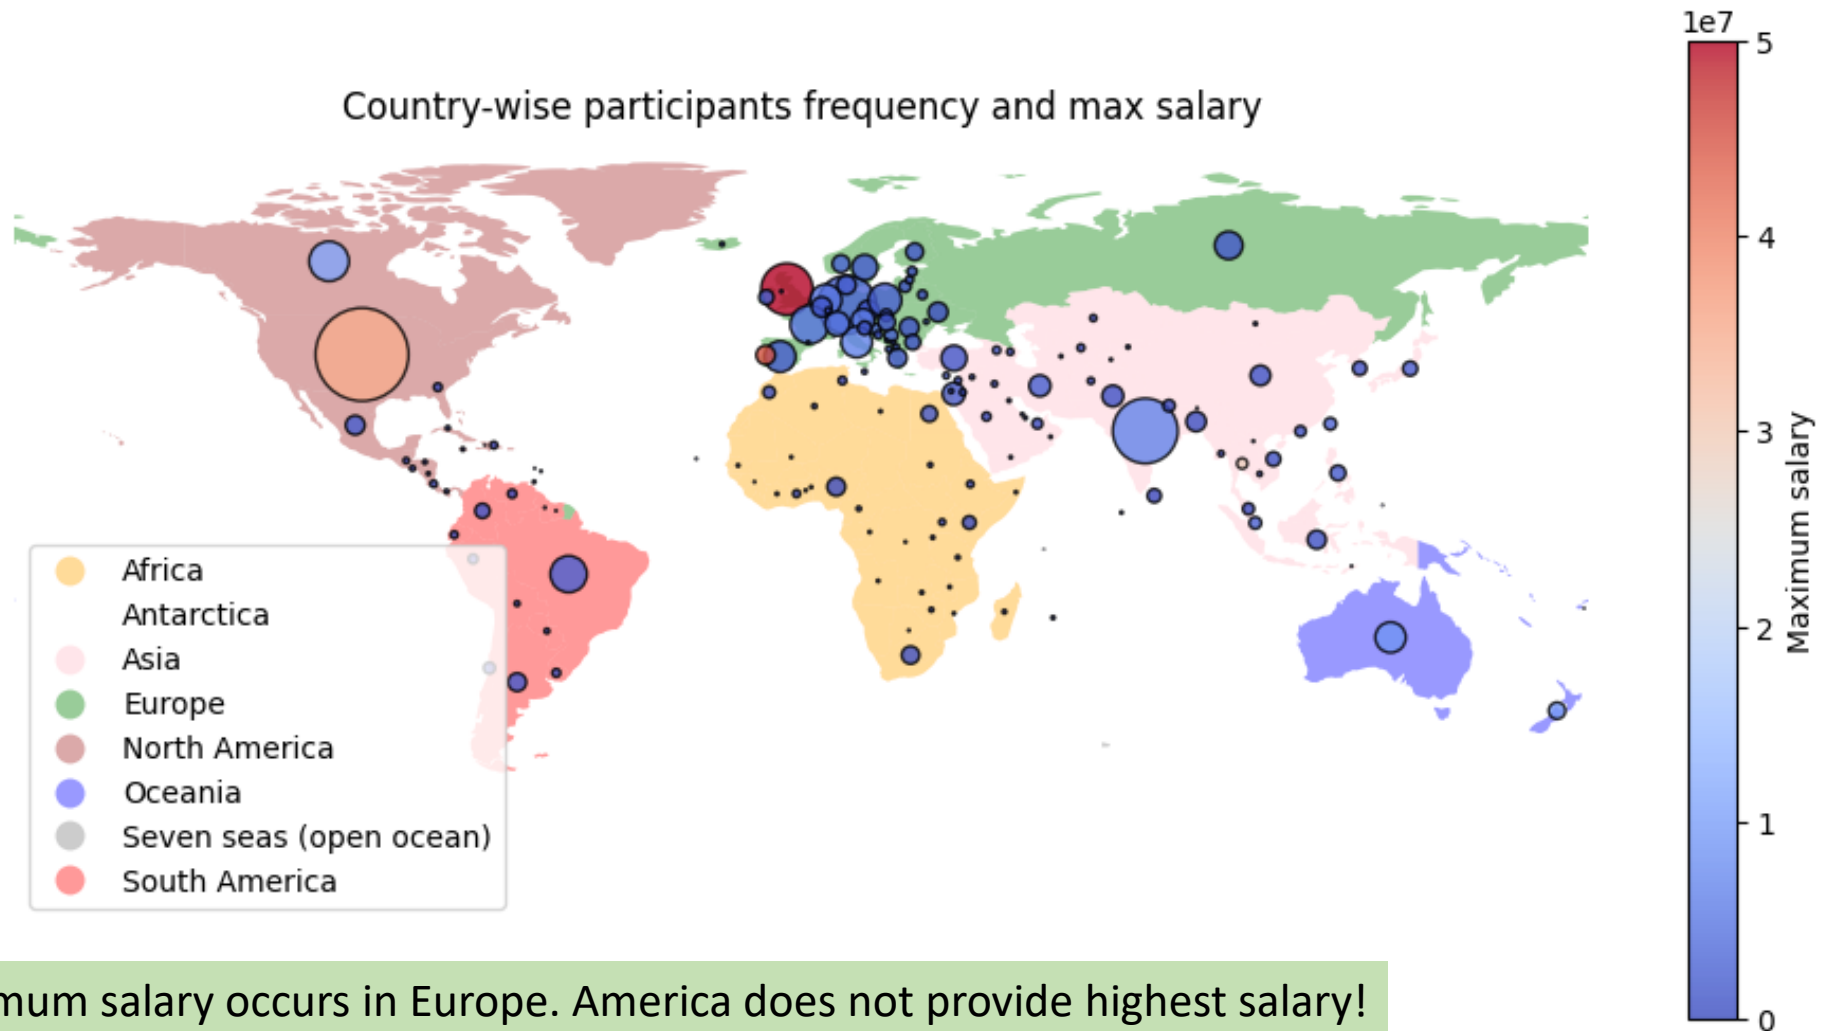 1e7
Country-wise participants frequency and max salary
5
4
3
2
1
0
Maximum salary
Africa
Antarctica
Asia
Europe
North America
Oceania
Seven seas (open ocean)
South America
salary occurs in Europe. America does not provide highest salary!